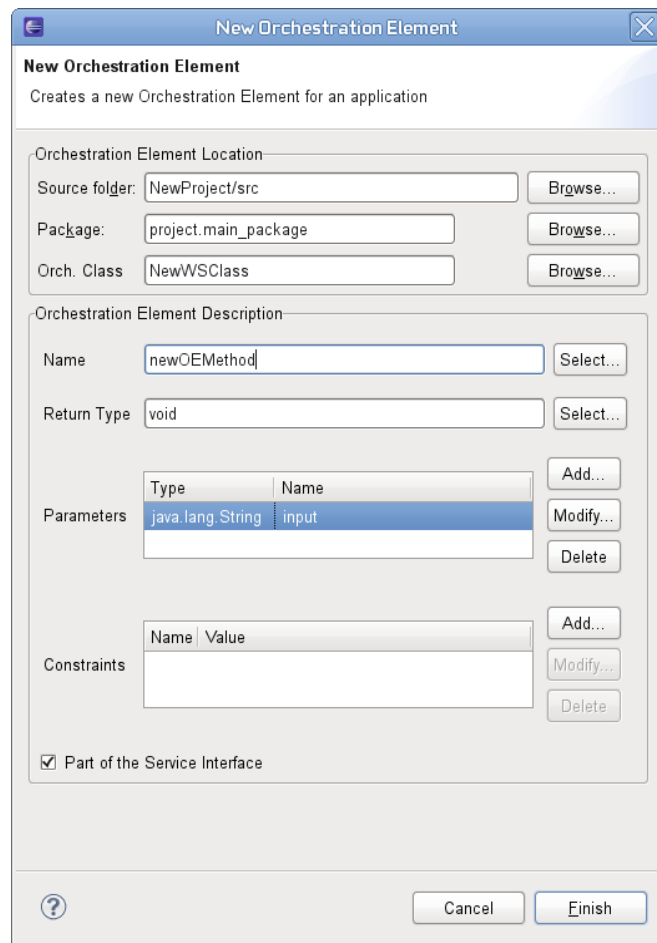 New Orchestration Element
New Orchestration Element
Creates a new Orchestration Element for an application
Orchestration Element Location
Source folder: NewProject/src Browse...
Package: project.main_package Browse...
Orch. Class NewWSClass Browse...
Orchestration Element Description
Name newOEMethod Select...
Return Type void Select...
Add...
Type Name
Parameters java.lang.String input Modify...
Delete
Add...
Name Value
Constraints Modify...
Delete
Part of the Service Interface
? Cancel Finish